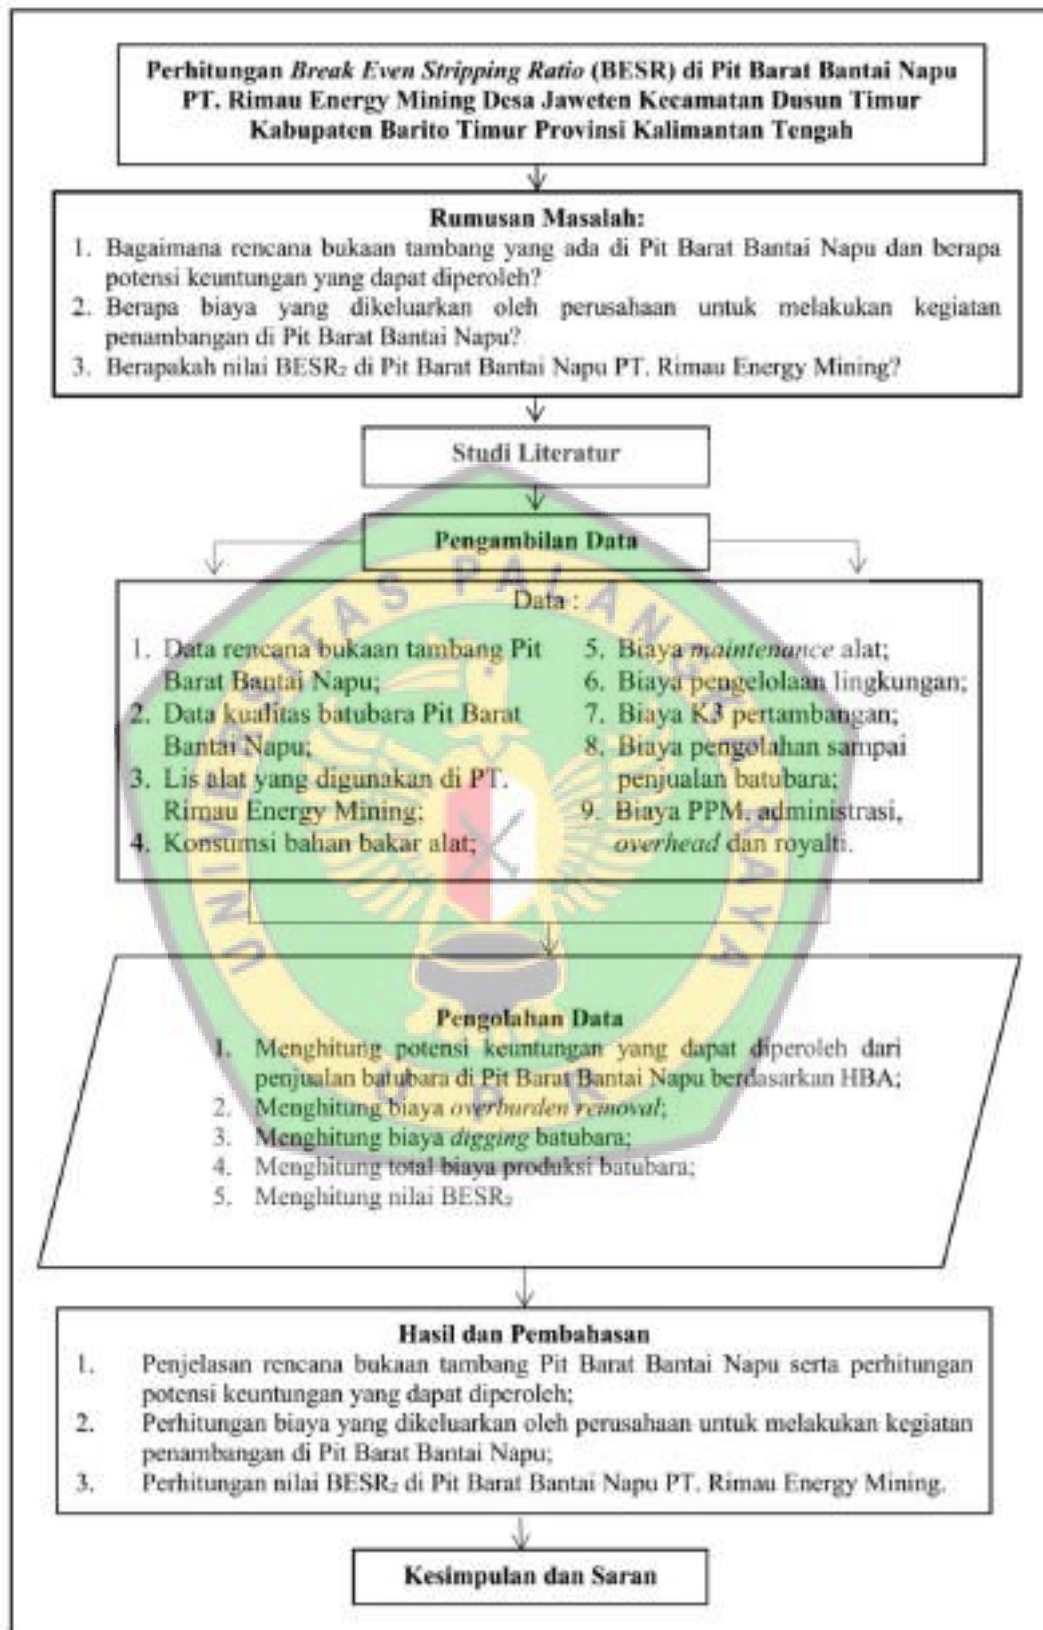 Perhitungan Break Even Stripping Ratio (BESR) di Pit Barat Bantai Napu
PT. Rimau Energy Mining Desa Jaweten Kecamatan Dusun Timur
Kabupaten Barito Timur Provinsi Kalimantan Tengah
Rumusan Masalah:
1. Bagaimana rencana bukaan tambang yang ada di Pit Barat Bantai Napu dan berapa
potensi keuntungan yang dapat diperoleh?
2. Berapa biaya yang dikeluarkan oleh perusahaan untuk melakukan kegiatan
penambangan di Pit Barat Bantai Napu?
3. Berapakah nilai BESR₂ di Pit Barat Bantai Napu PT. Rimau Energy Mining?
Studi Literatur
Pengambilan Data
Data :
1. Data rencana bukaan tambang Pit
Barat Bantai Napu;
2. Data kualitas batubara Pit Barat
Bantai Napu;
3. Lis alat yang digunakan di PT.
Rimau Energy Mining;
4. Konsumsi bahan bakar alat;
5. Biaya maintenance alat;
6. Biaya pengelolaan lingkungan;
7. Biaya K3 pertambangan;
8. Biaya pengolahan sampai
penjualan batubara;
9. Biaya PPM, administrasi,
overhead dan royalti.
UNIVERSITAS PALANGKA RAYA
Pengolahan Data
1. Menghitung potensi keuntungan yang dapat diperoleh dari
penjualan batubara di Pit Barat Bantai Napu berdasarkan HBA;
2. Menghitung biaya overburden removal;
3. Menghitung biaya digging batubara;
4. Menghitung total biaya produksi batubara;
5. Menghitung nilai BESR₂
U P R
Hasil dan Pembahasan
1. Penjelasan rencana bukaan tambang Pit Barat Bantai Napu serta perhitungan
potensi keuntungan yang dapat diperoleh;
2. Perhitungan biaya yang dikeluarkan oleh perusahaan untuk melakukan kegiatan
penambangan di Pit Barat Bantai Napu;
3. Perhitungan nilai BESR₂ di Pit Barat Bantai Napu PT. Rimau Energy Mining.
Kesimpulan dan Saran